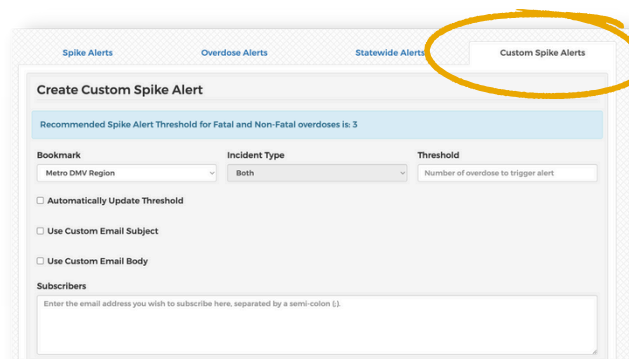 Spike Alerts Overdose Alerts Statewide Alerts Custom Spike Alerts
Create Custom Spike Alert
Recommended Spike Alert Threshold for Fatal and Non-Fatal overdoses is: 3
Bookmark Incident Type Threshold
Metro DMV Region Both Number of overdose to trigger alert
Automatically Update Threshold
Use Custom Email Subject
Use Custom Email Body
Subscribers
Enter the email address you wish to subscribe here, separated by a semi-colon (;).